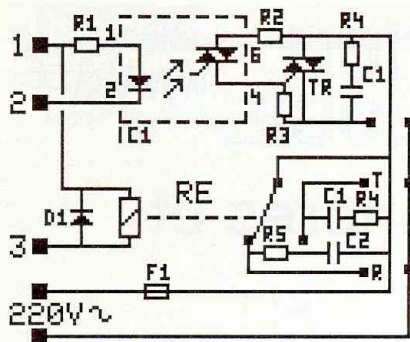 R1 R2 R4
1 1 6
TR C1
2 2 4
IC1 R3
RE T
C1 R4
D1 R5 C2
3 R
F1
220V~